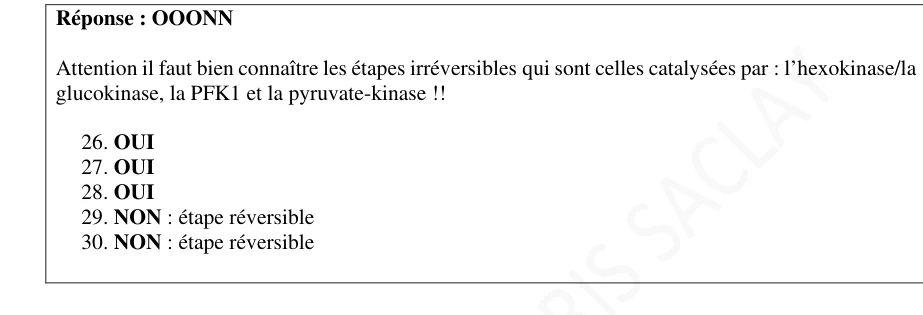 Réponse : OOONN
Attention il faut bien connaître les étapes irréversibles qui sont celles catalysées par : l'hexokinase/la
glucokinase, la PFK1 et la pyruvate-kinase !!
26. OUI
27. OUI
28. OUI
29. NON : étape réversible
30. NON : étape réversible
RIS SACLAY